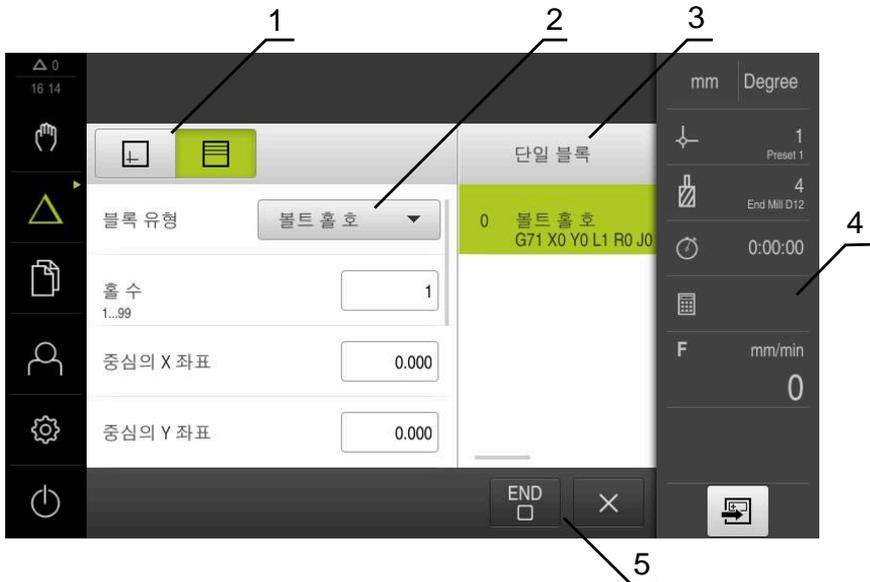 1
2
3
△ 0
16 14
mm
Degree
단일 블록
1
Preset 1
블록 유형
볼트 홀 호
0 볼트 홀 호
G71 X0 Y0 L1 R0 J0
4
End Mill D12
4
0:00:00
홀 수
1...99
1
중심의 X 좌표
0.000
F
mm/min
0
중심의 Y 좌표
0.000
END
5